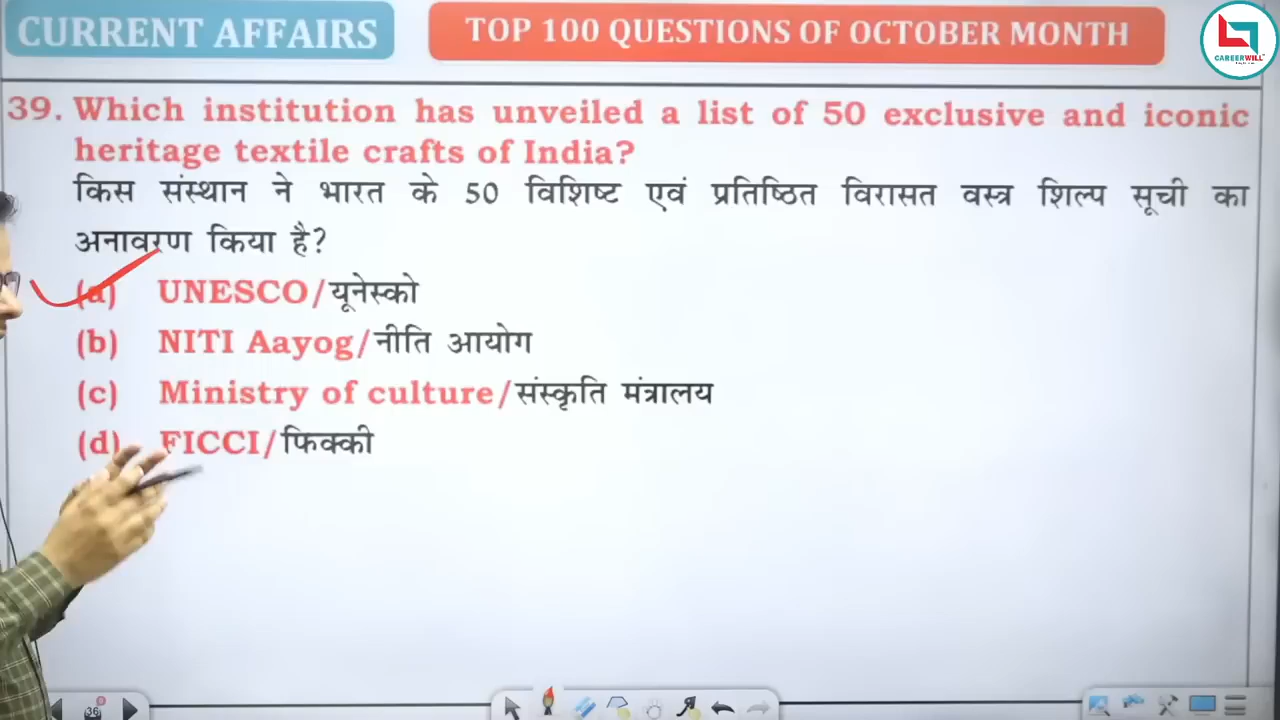 CURRENT AFFAIRS
TOP 100 QUESTIONS OF OCTOBER MONTH
CAREERWILL
39. Which institution has unveiled a list of 50 exclusive and iconic
heritage textile crafts of India?
किस संस्थान ने भारत के 50 विशिष्ट एवं प्रतिष्ठित विरासत वस्त्र शिल्प सूची का
अनावरण किया है?
(a) UNESCO/यूनेस्को
(b) NITI Aayog/नीति आयोग
(c) Ministry of culture/संस्कृति मंत्रालय
(d) FICCI/फिक्की
36